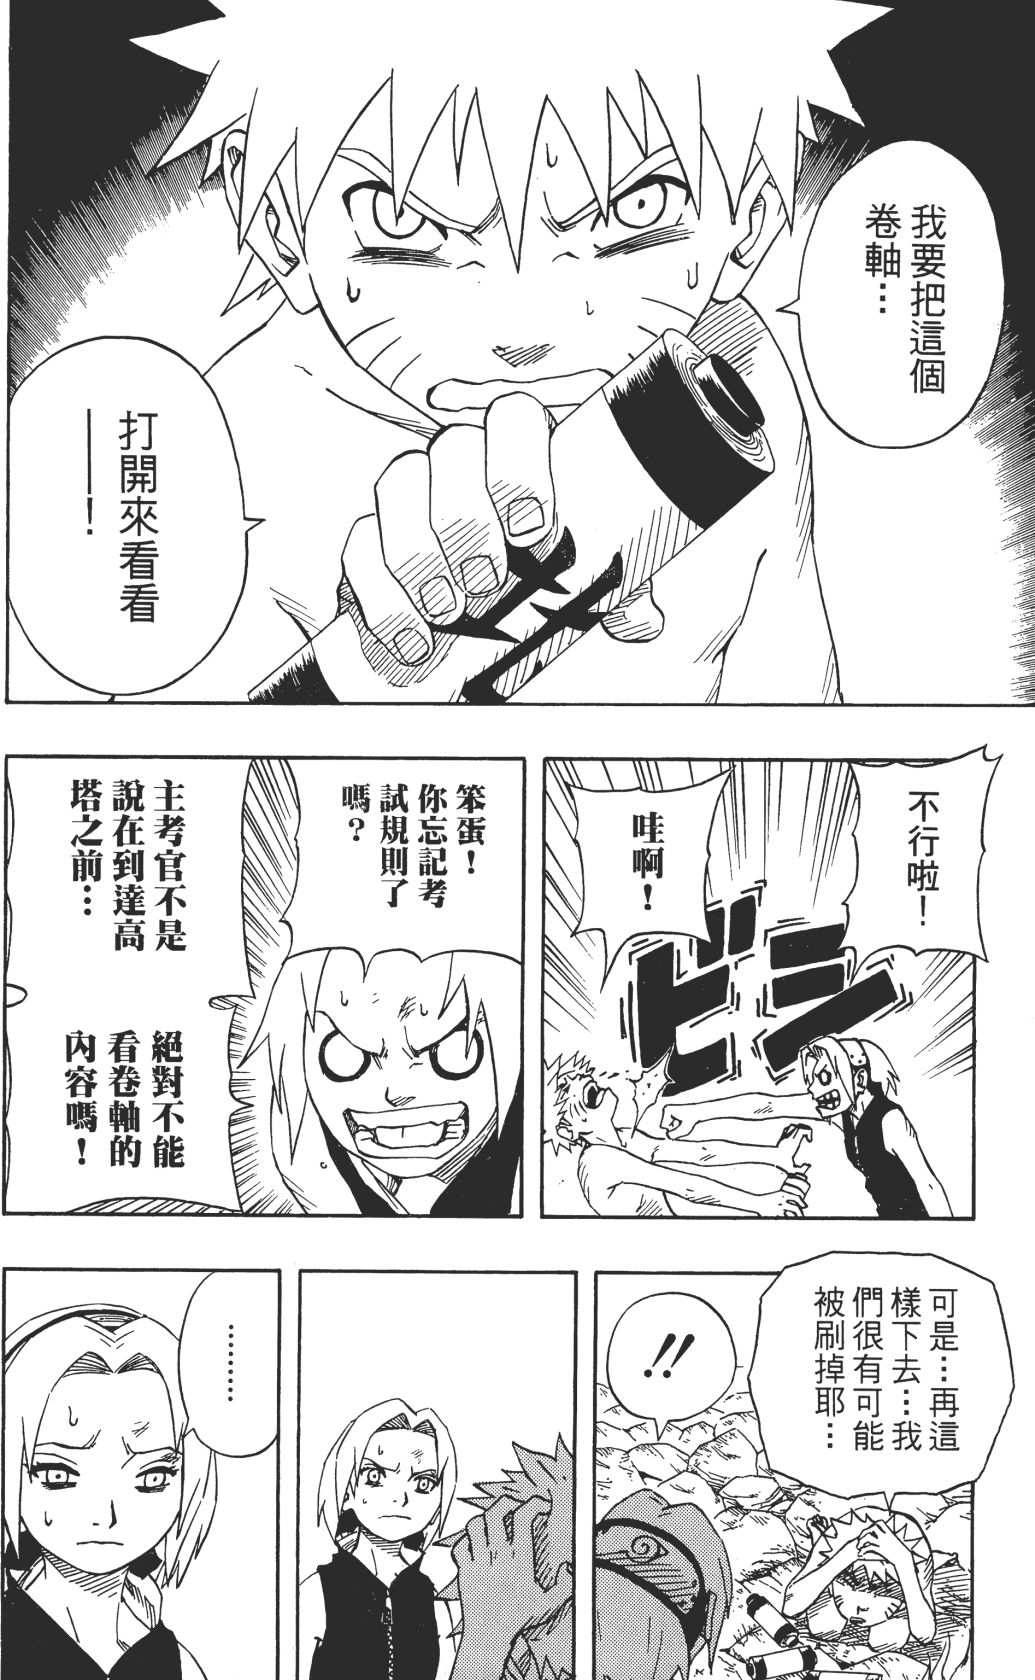 我要把這個
卷軸…
打開來看看
——！
不行啦！
哇啊！
ビシ
笨蛋！
你忘記考
試規則了
嗎？
主考官不是
說在到達高
塔之前…
絕對不能
看卷軸的
內容嗎！
可是…再這
樣下去…我
們很有可能
被刷掉耶…
!!
………